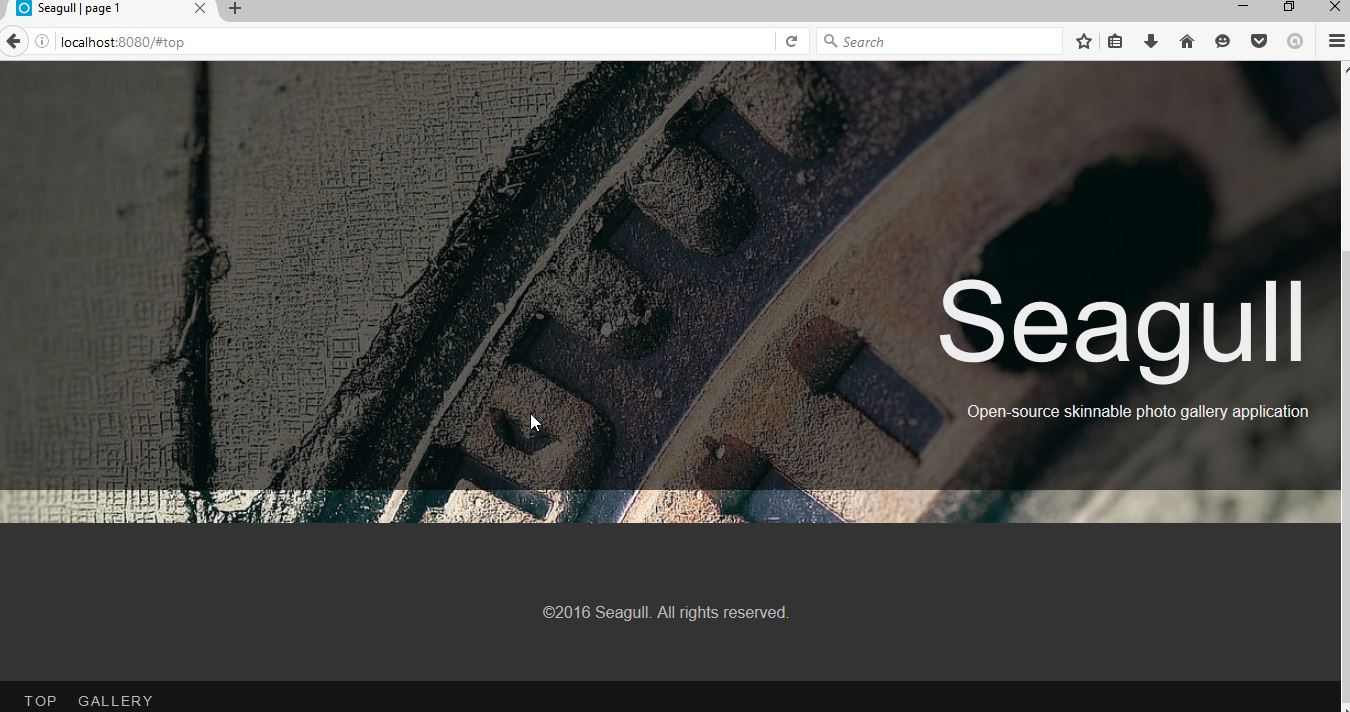 Seagull | page 1
localhost:8080/#top
Search
Seagull
Open-source skinnable photo gallery application
©2016 Seagull. All rights reserved.
TOP GALLERY